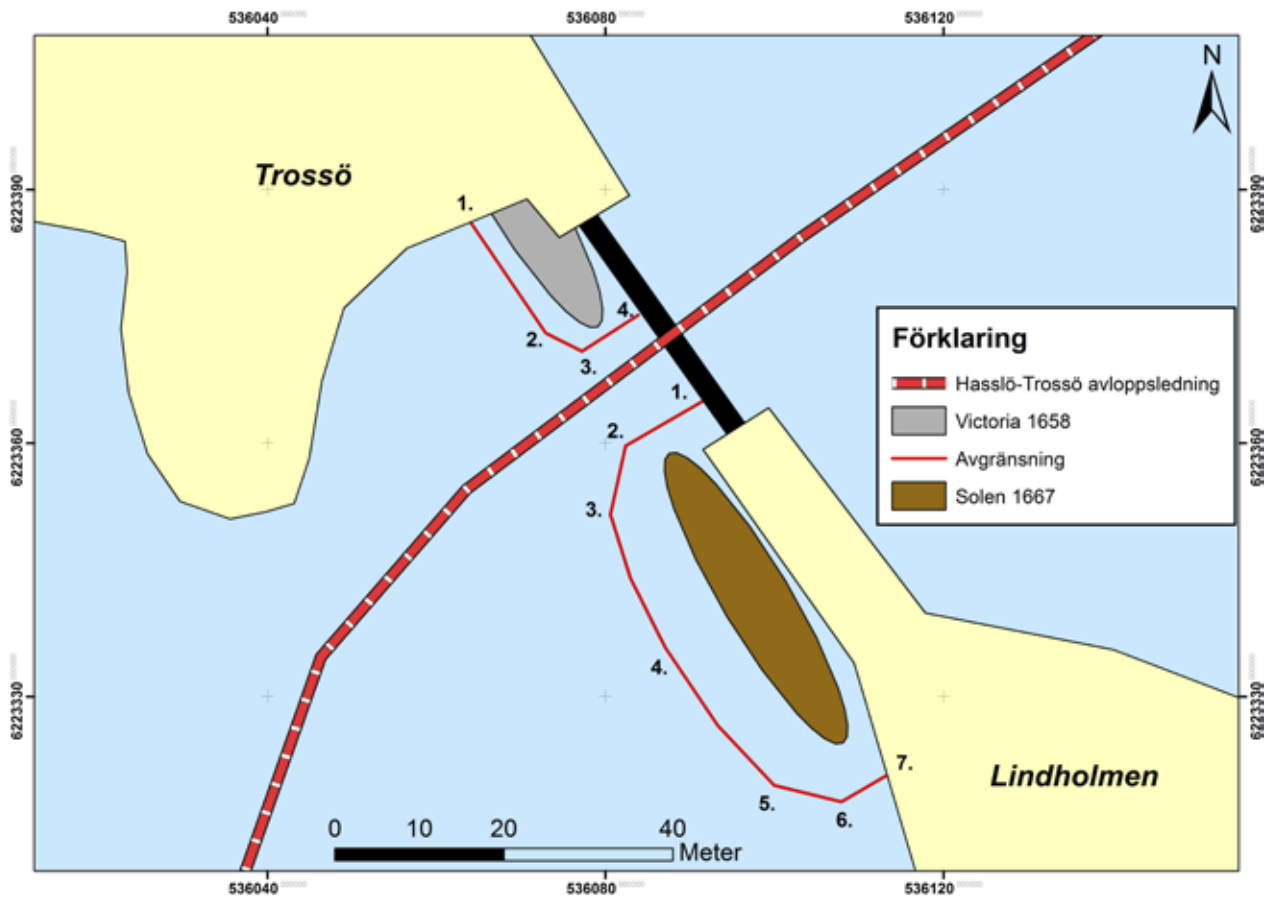 536040 536080 536120
N
Trossö
6223390 6223390
1.
2.
3.
4.
Förklaring
Hasslö-Trossö avloppsledning
Victoria 1658
Avgränsning
Solen 1667
1.
2.
3.
4.
5.
6.
7.
6223360 6223360
6223330 6223330
Lindholmen
0 10 20 40
Meter
536040 536080 536120